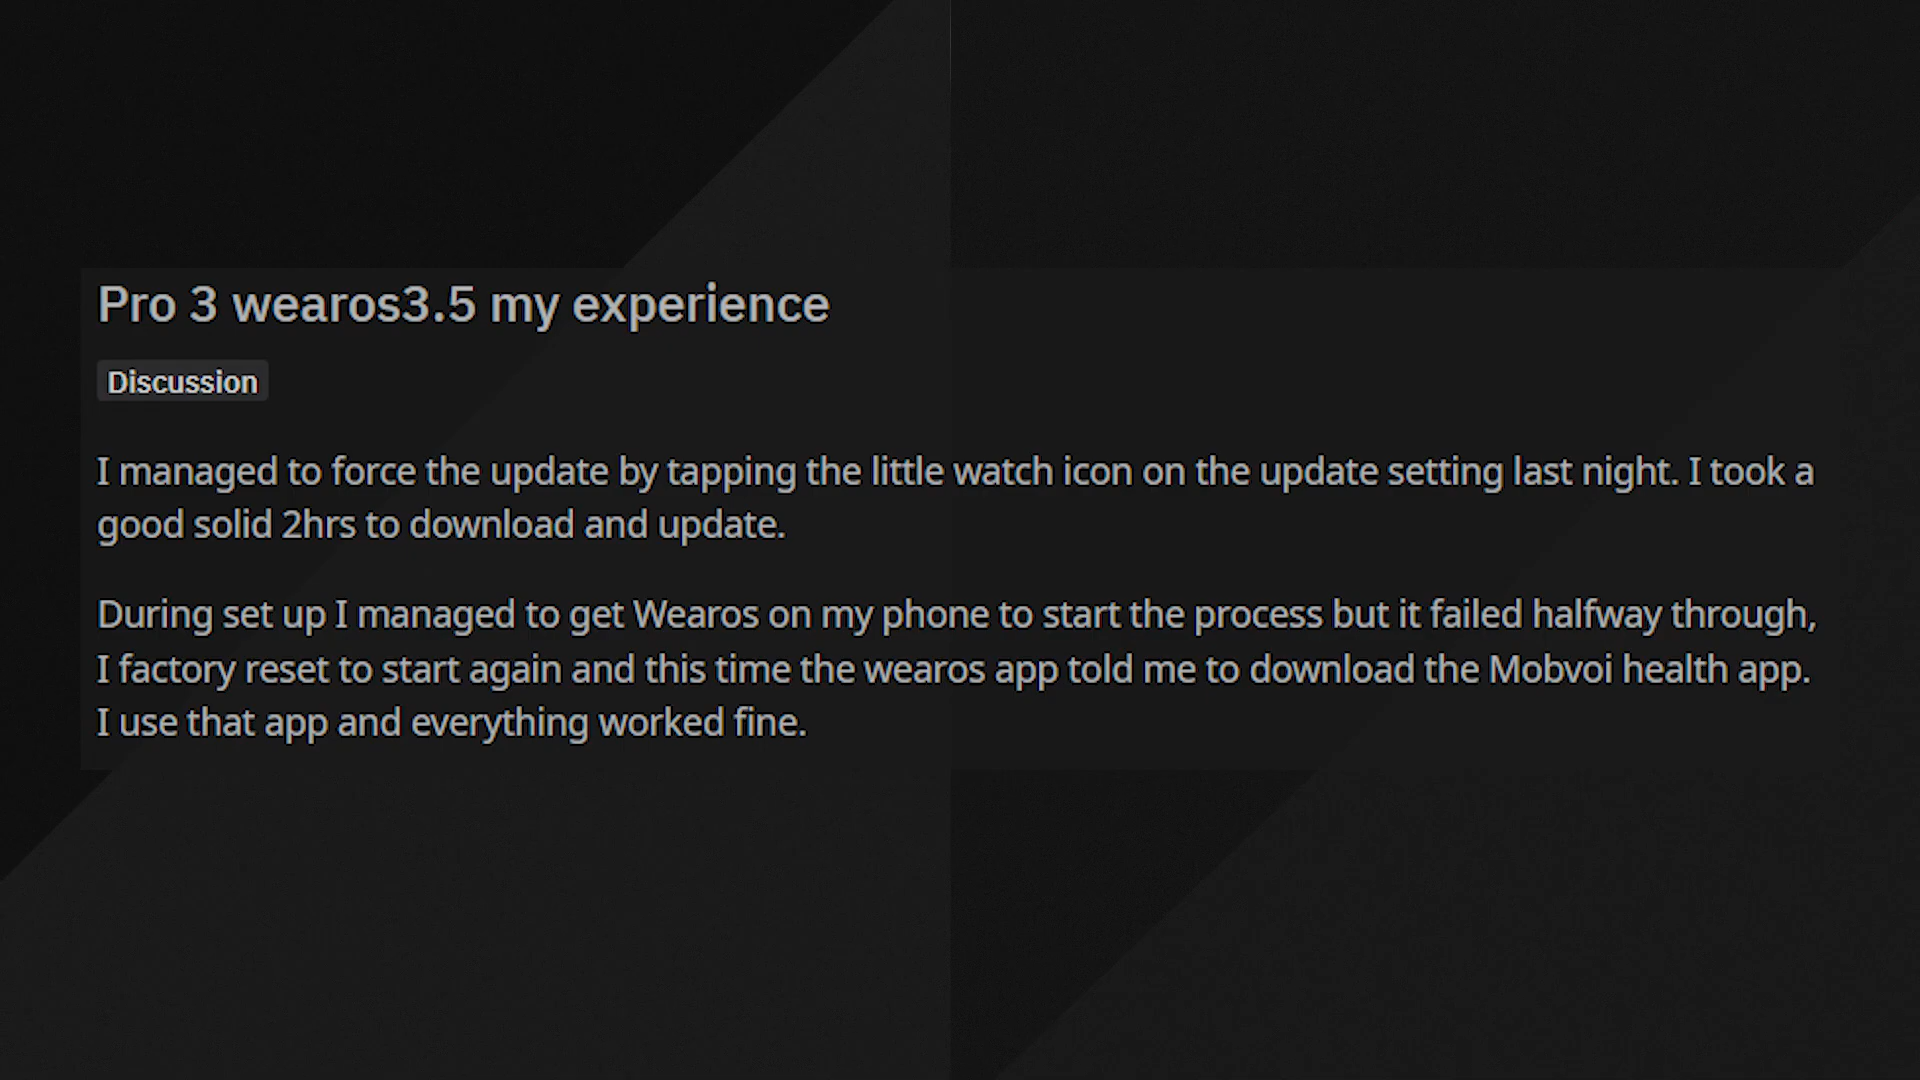 Pro 3 wearos3.5 my experience
Discussion
I managed to force the update by tapping the little watch icon on the update setting last night. I took a
good solid 2hrs to download and update.
During set up I managed to get Wearos on my phone to start the process but it failed halfway through,
I factory reset to start again and this time the wearos app told me to download the Mobvoi health app.
I use that app and everything worked fine.